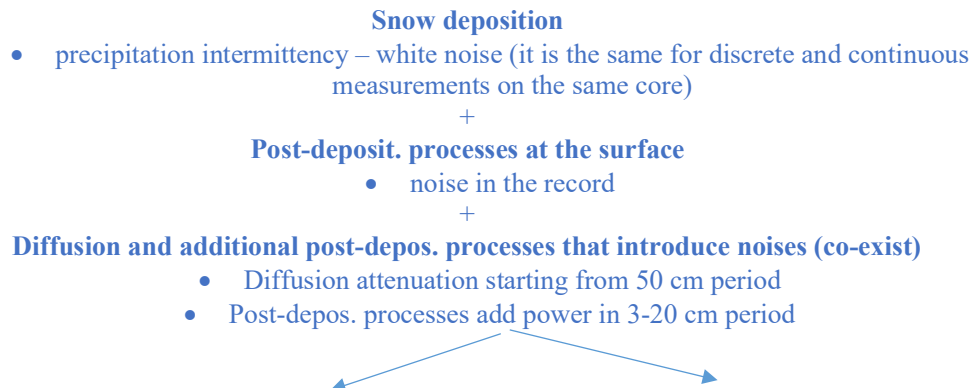 Snow deposition
• precipitation intermittency – white noise (it is the same for discrete and continuous
measurements on the same core)
+
Post-deposit. processes at the surface
• noise in the record
+
Diffusion and additional post-depos. processes that introduce noises (co-exist)
• Diffusion attenuation starting from 50 cm period
• Post-depos. processes add power in 3-20 cm period